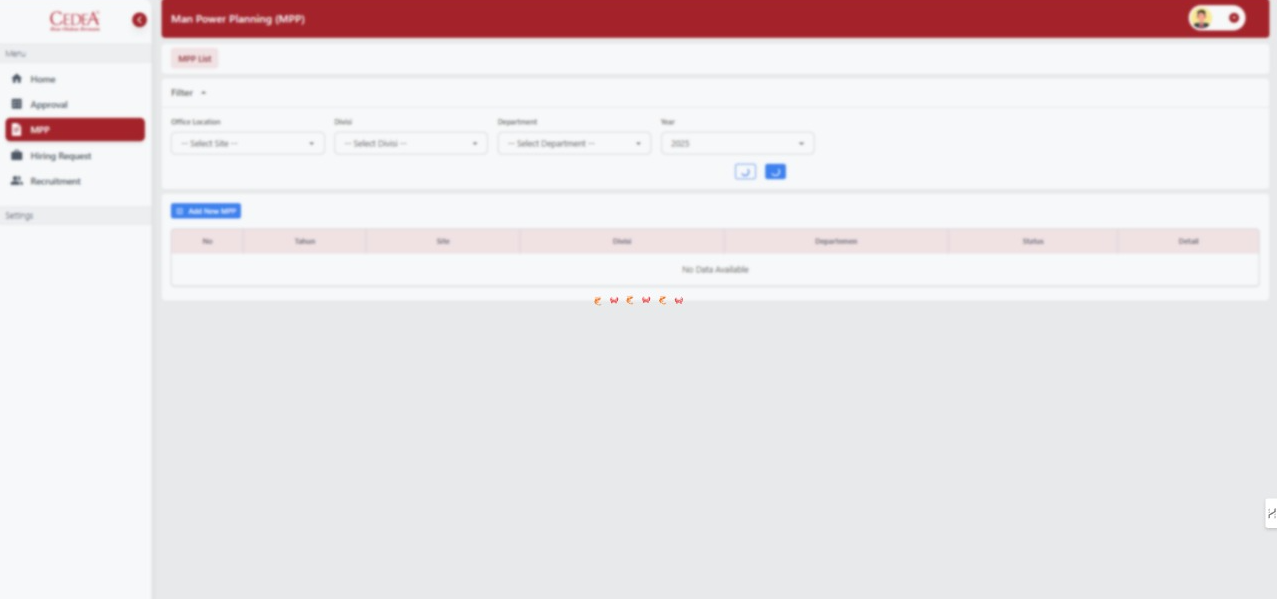 CEDEA
Man Power Planning (MPP)
Menu
MPP List
Home
Filter
Approval
MPP
Office Location Divisi Department Year
-- Select Site -- -- Select Divisi -- -- Select Department -- 2025
Hiring Request
Recruitment
Settings
Add New MPP
No Tahun Site Divisi Departemen Status Detail
No Data Available